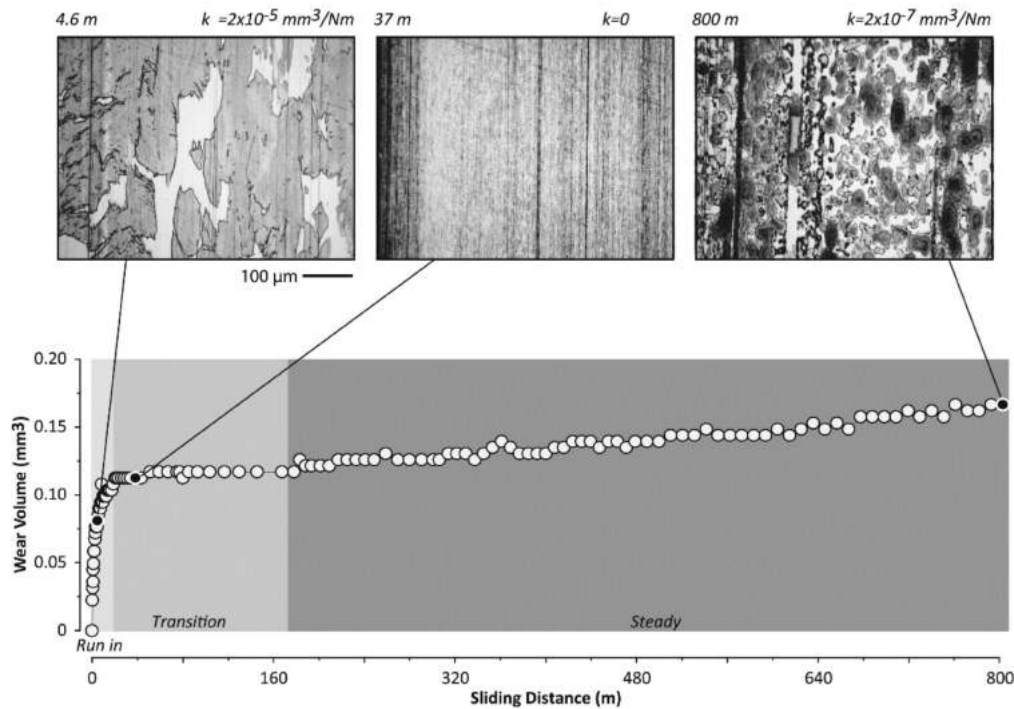 4.6 m k =2x10⁻⁵ mm³/Nm
37 m k=0
800 m k=2x10⁻⁷ mm³/Nm
100 µm
Wear Volume (mm3)
0.20
0.15
0.10
0.05
0
Run in
Transition
Steady
0 160 320 480 640 800
Sliding Distance (m)